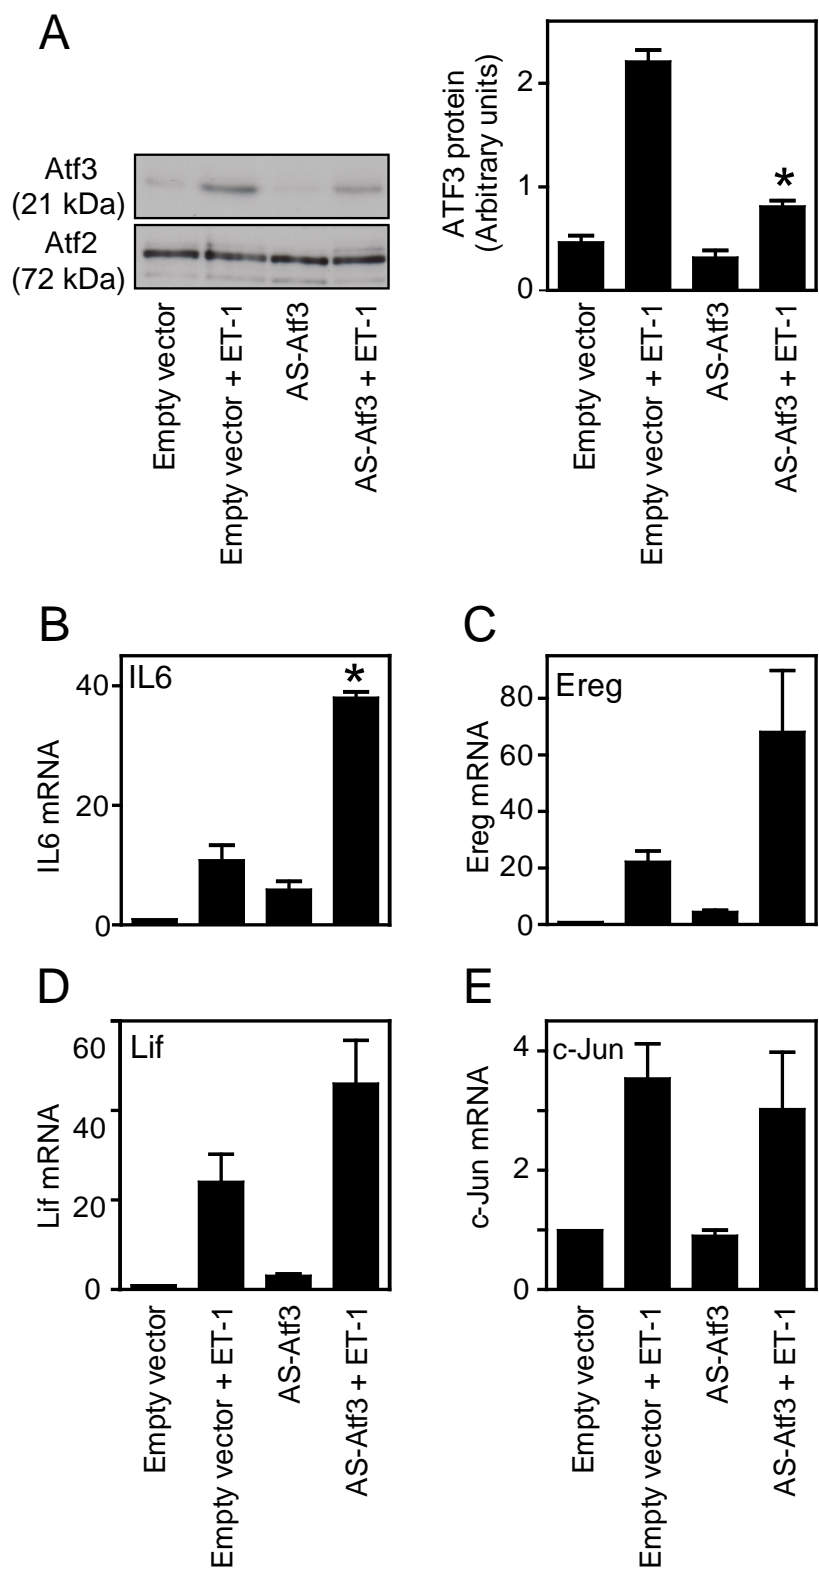 A
Atf3
(21 kDa)
Atf2
(72 kDa)
Empty vector
Empty vector + ET-1
AS-Atf3
AS-Atf3 + ET-1
ATF3 protein
(Arbitrary units)
2
1
0
*
Empty vector
Empty vector + ET-1
AS-Atf3
AS-Atf3 + ET-1
B
IL6
IL6 mRNA
40
20
0
*
C
Ereg
Ereg mRNA
80
60
40
20
0
D
Lif
Lif mRNA
60
40
20
0
Empty vector
Empty vector + ET-1
AS-Atf3
AS-Atf3 + ET-1
E
c-Jun
c-Jun mRNA
4
2
0
Empty vector
Empty vector + ET-1
AS-Atf3
AS-Atf3 + ET-1